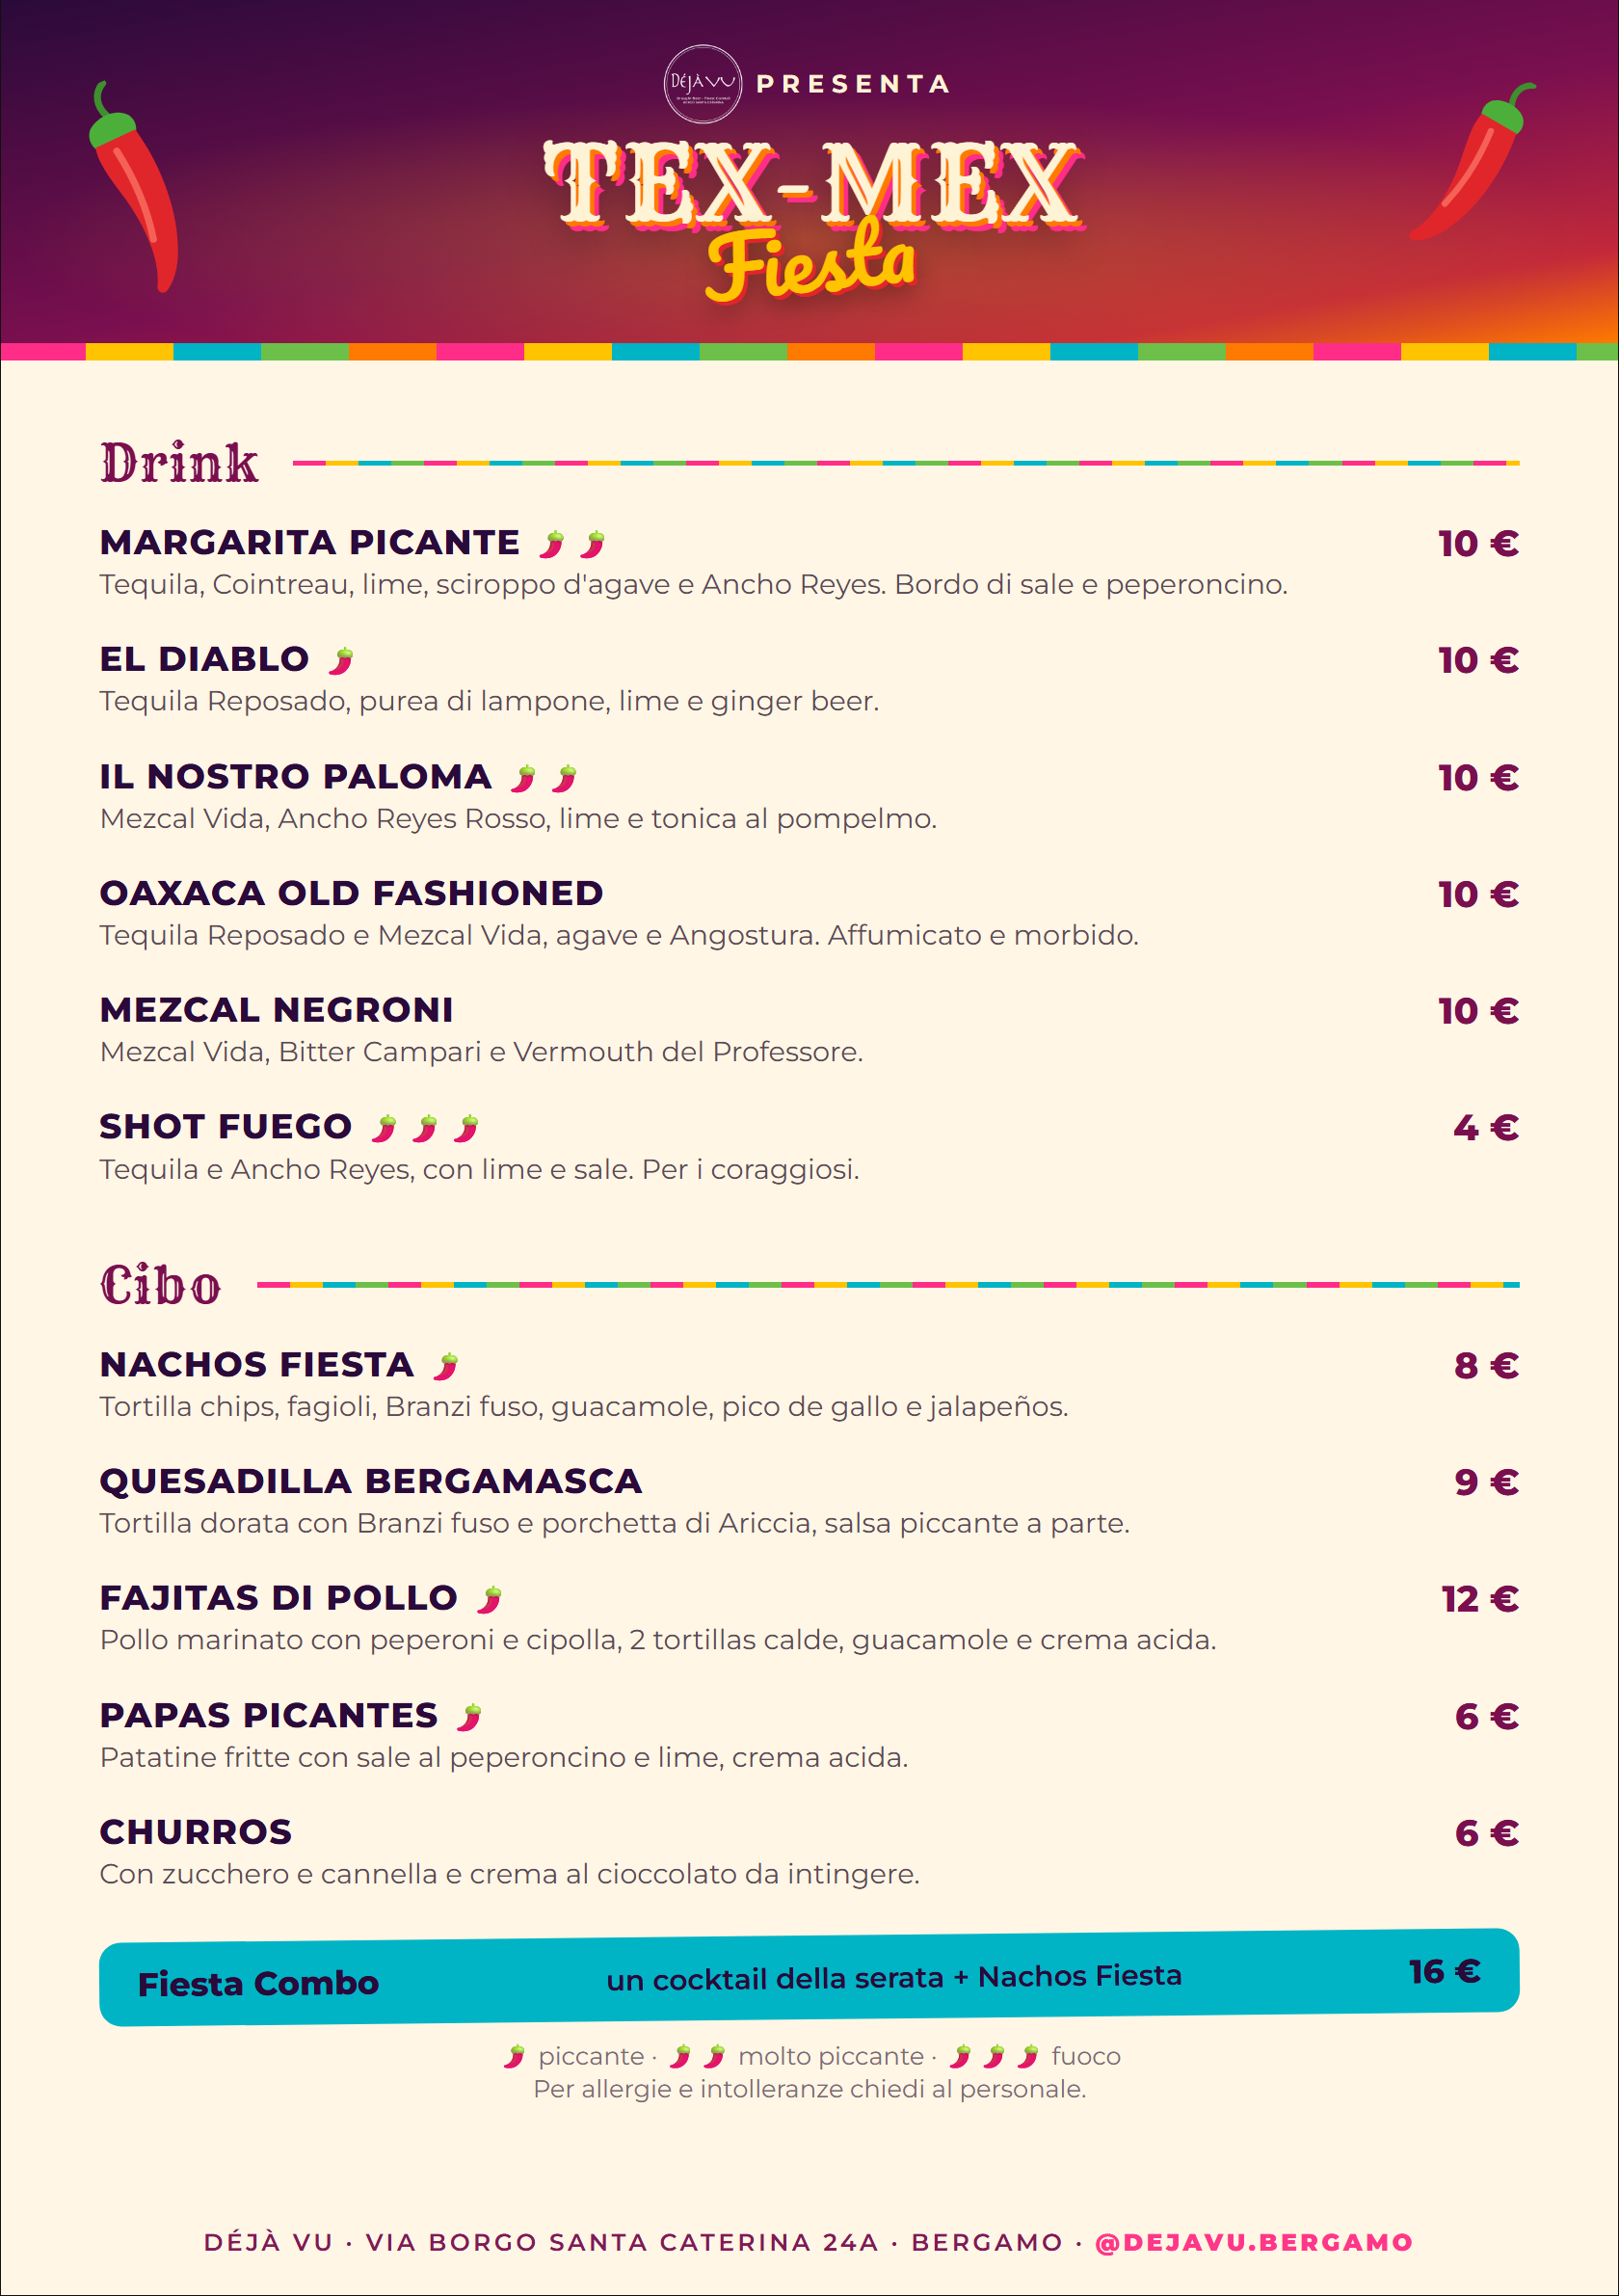 DÉJÀ VU
PRESENTA
TEX-MEX
Fiesta
Drink
MARGARITA PICANTE 10 €
Tequila, Cointreau, lime, sciroppo d'agave e Ancho Reyes. Bordo di sale e peperoncino.
EL DIABLO 10 €
Tequila Reposado, purea di lampone, lime e ginger beer.
IL NOSTRO PALOMA 10 €
Mezcal Vida, Ancho Reyes Rosso, lime e tonica al pompelmo.
OAXACA OLD FASHIONED 10 €
Tequila Reposado e Mezcal Vida, agave e Angostura. Affumicato e morbido.
MEZCAL NEGRONI 10 €
Mezcal Vida, Bitter Campari e Vermouth del Professore.
SHOT FUEGO 4 €
Tequila e Ancho Reyes, con lime e sale. Per i coraggiosi.
Cibo
NACHOS FIESTA 8 €
Tortilla chips, fagioli, Branzi fuso, guacamole, pico de gallo e jalapeños.
QUESADILLA BERGAMASCA 9 €
Tortilla dorata con Branzi fuso e porchetta di Ariccia, salsa piccante a parte.
FAJITAS DI POLLO 12 €
Pollo marinato con peperoni e cipolla, 2 tortillas calde, guacamole e crema acida.
PAPAS PICANTES 6 €
Patatine fritte con sale al peperoncino e lime, crema acida.
CHURROS 6 €
Con zucchero e cannella e crema al cioccolato da intingere.
Fiesta Combo un cocktail della serata + Nachos Fiesta 16 €
piccante · molto piccante · fuoco
Per allergie e intolleranze chiedi al personale.
DÉJÀ VU · VIA BORGO SANTA CATERINA 24A · BERGAMO · @DEJAVU.BERGAMO